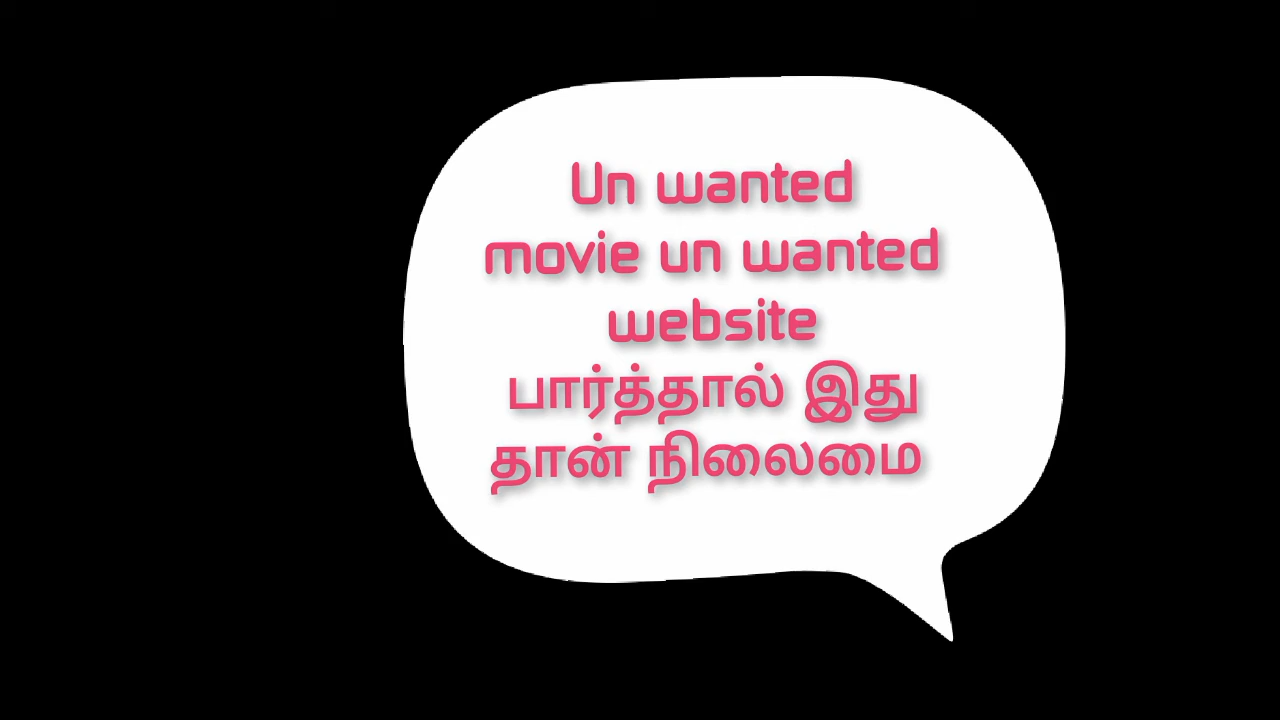 Un wanted
movie un wanted
website
பார்த்தால் இது
தான் நிலைமை